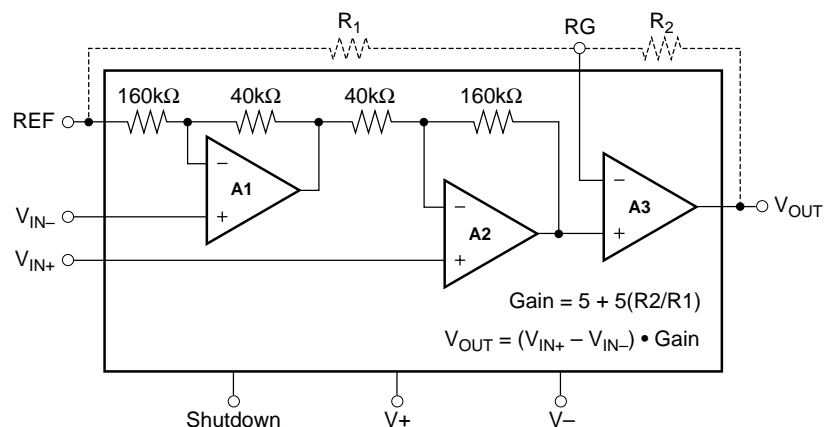 R1
RG
R2
160kΩ
40kΩ
40kΩ
160kΩ
REF
−
A1
+
VIN−
−
A2
+
VIN+
−
A3
+
VOUT
Gain = 5 + 5(R2/R1)
VOUT = (VIN+ – VIN–) • Gain
Shutdown
V+
V–